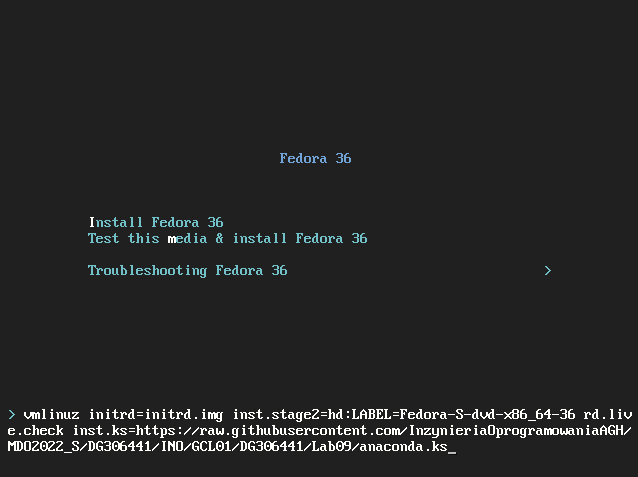 Fedora 36
Install Fedora 36
Test this media & install Fedora 36
Troubleshooting Fedora 36 >
> vmlinuz initrd=initrd.img inst.stage2=hd:LABEL=Fedora-S-dvd-x86_64-36 rd.liv
e.check inst.ks=https://raw.githubusercontent.com/InzynieriaOprogramowaniaAGH/
MDO2022_S/DG306441/INO/GCL01/DG306441/Lab09/anaconda.ks_